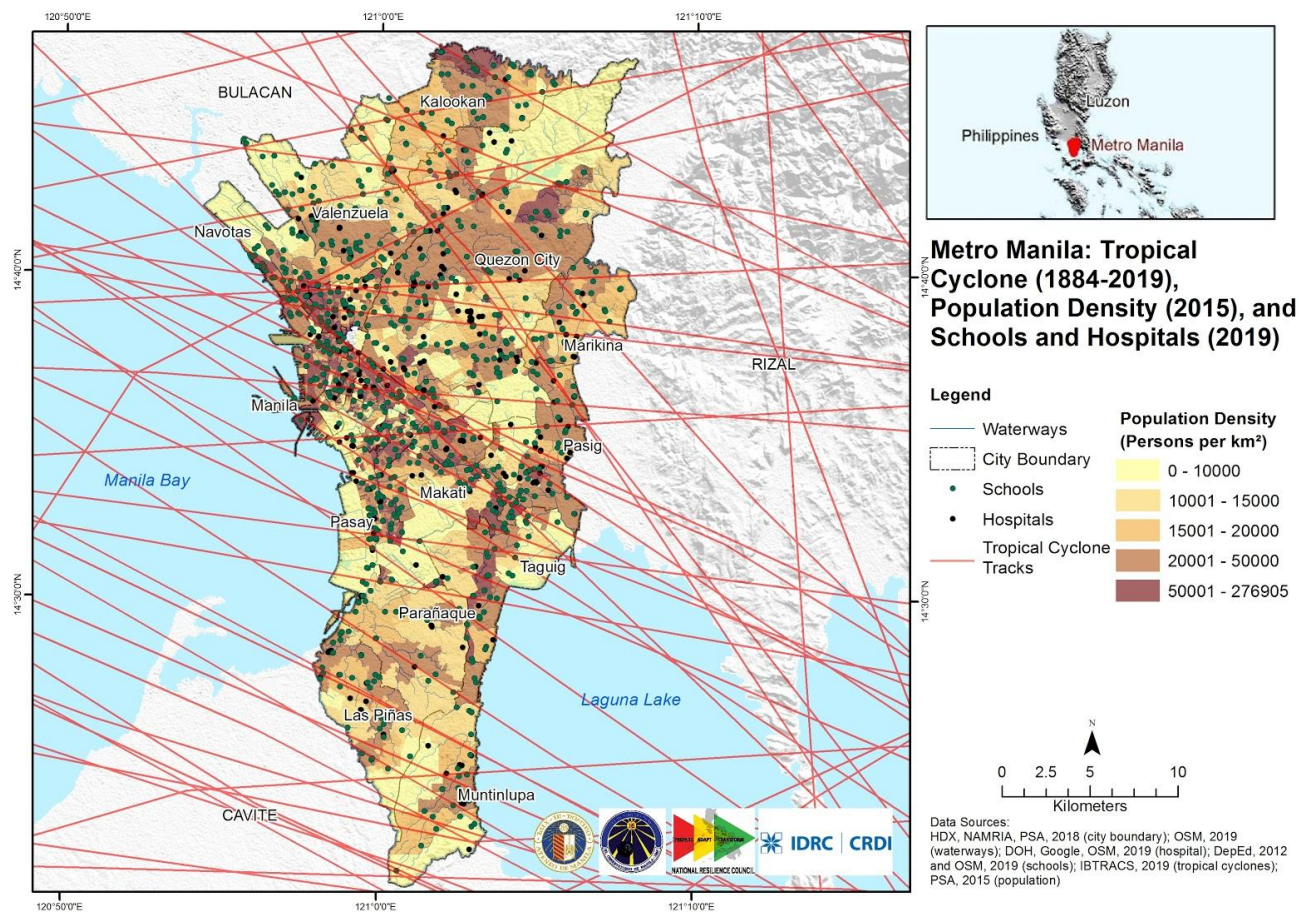 120°50'0"E
121°0'0"E
121°10'0"E
14°40'0"N
14°30'0"N
BULACAN
Kalookan
Valenzuela
Navotas
Quezon City
Marikina
RIZAL
Manila
Pasig
Manila Bay
Makati
Pasay
Taguig
Parañaque
Laguna Lake
Las Piñas
Muntinlupa
CAVITE
NATIONAL RESILIENCE COUNCIL
ADAPT
IDRC | CRDI
120°50'0"E
121°0'0"E
121°10'0"E
14°40'0"N
14°30'0"N
Luzon
Philippines
Metro Manila
Metro Manila: Tropical
Cyclone (1884-2019),
Population Density (2015), and
Schools and Hospitals (2019)
Legend
Waterways
City Boundary
Schools
Hospitals
Tropical Cyclone
Tracks
Population Density
(Persons per km²)
0 - 10000
10001 - 15000
15001 - 20000
20001 - 50000
50001 - 276905
N
0 2.5 5 10
Kilometers
Data Sources:
HDX, NAMRIA, PSA, 2018 (city boundary); OSM, 2019
(waterways); DOH, Google, OSM, 2019 (hospital); DepEd, 2012
and OSM, 2019 (schools); IBTRACS, 2019 (tropical cyclones);
PSA, 2015 (population)